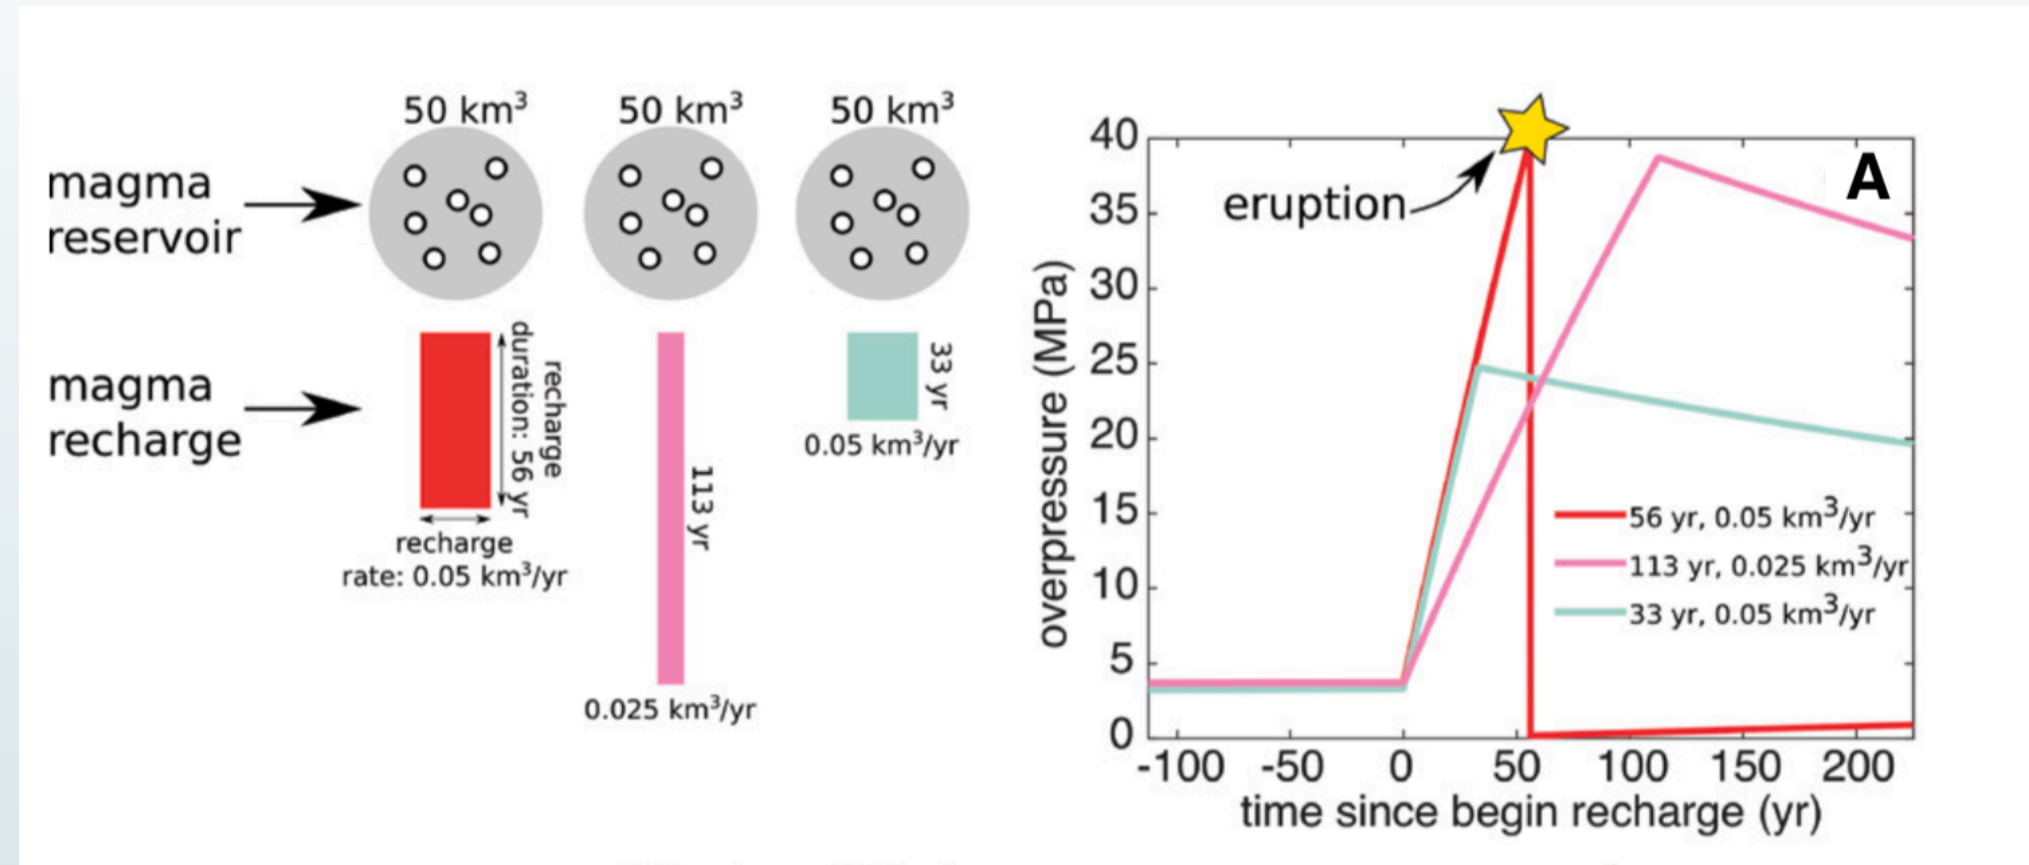 50 km³
50 km³
50 km³
magma
reservoir
magma
recharge
recharge
duration: 56 yr
recharge
rate: 0.05 km³/yr
113 yr
0.025 km³/yr
33 yr
0.05 km³/yr
A
eruption
overpressure (MPa)
40
35
30
25
20
15
10
5
0
56 yr, 0.05 km³/yr
113 yr, 0.025 km³/yr
33 yr, 0.05 km³/yr
-100 -50 0 50 100 150 200
time since begin recharge (yr)